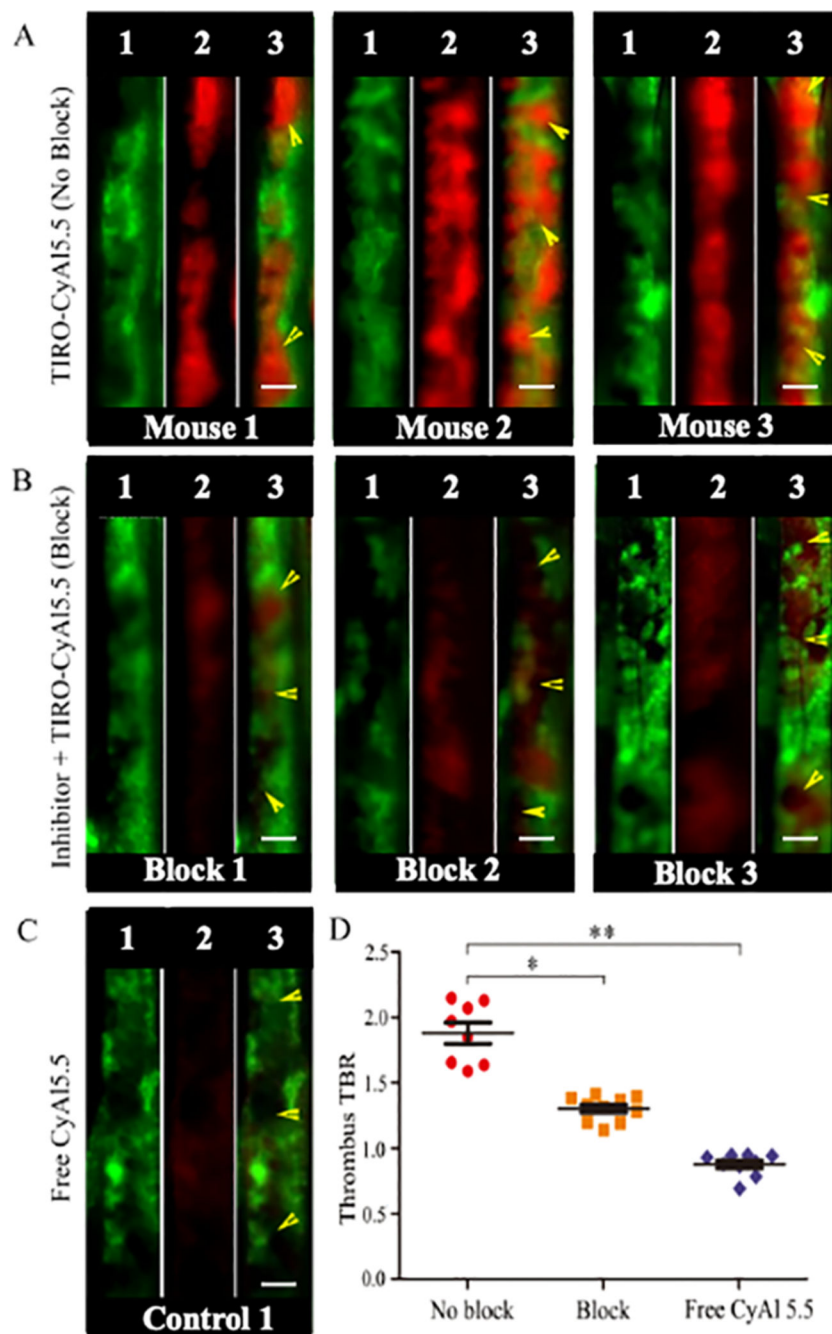 A
TIRO-CyAl5.5 (No Block)
1 2 3
1 2 3
1 2 3
Mouse 1
Mouse 2
Mouse 3
B
Inhibitor + TIRO-CyAl5.5 (Block)
1 2 3
1 2 3
1 2 3
Block 1
Block 2
Block 3
C
Free CyAl5.5
1 2 3
Control 1
D
**
*
Thrombus TBR
2.5
2.0
1.5
1.0
0.5
0.0
No block
Block
Free CyAl 5.5